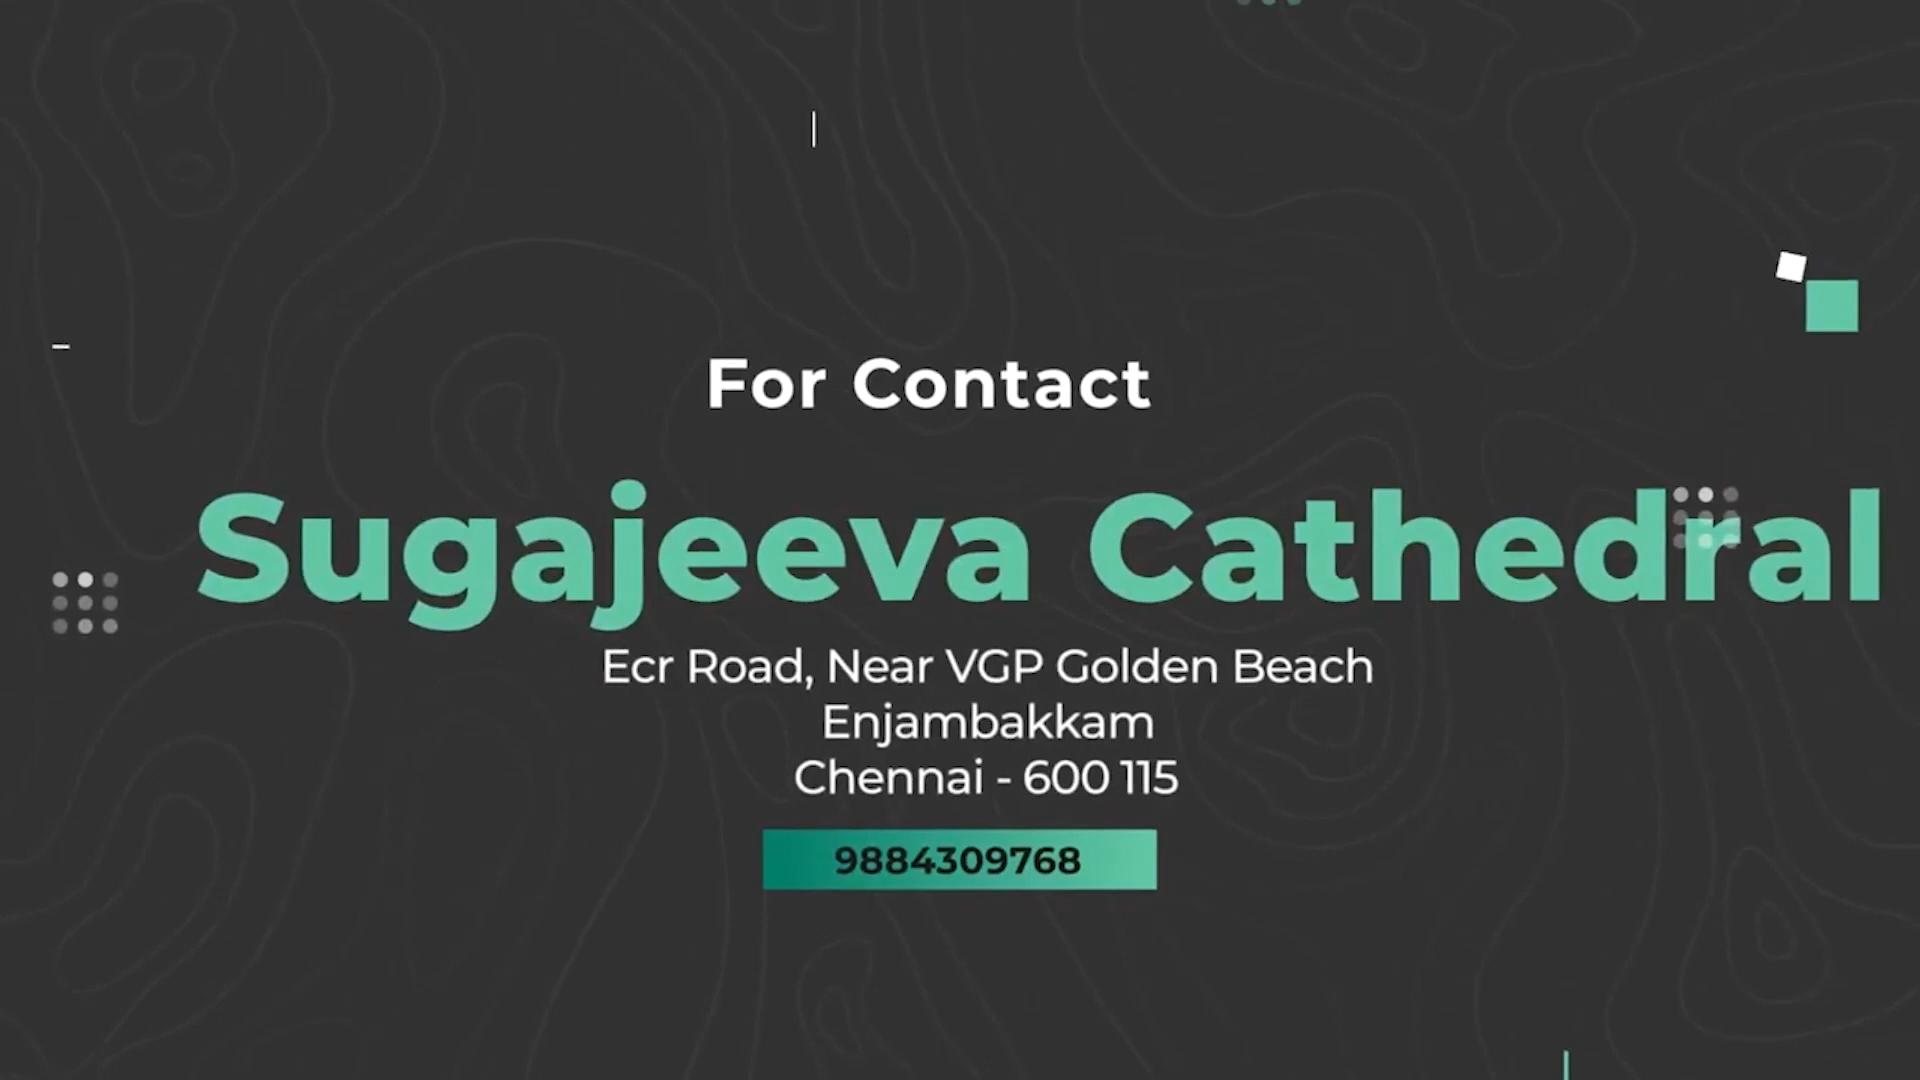 For Contact
Sugajeeva Cathedral
Ecr Road, Near VGP Golden Beach
Enjambakkam
Chennai - 600 115
9884309768